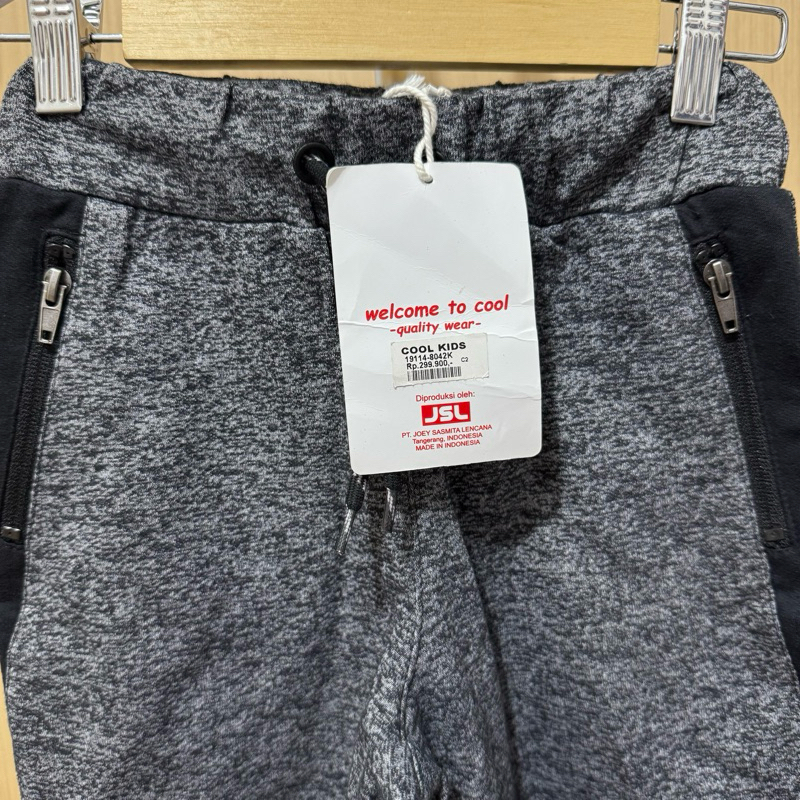 welcome to cool
-quality wear-
COOL KIDS
19114-8042K
Rp.299.900,- C2
Diproduksi oleh:
JSL
PT. JOEY SASMITA LENCANA
Tangerang, INDONESIA
MADE IN INDONESIA